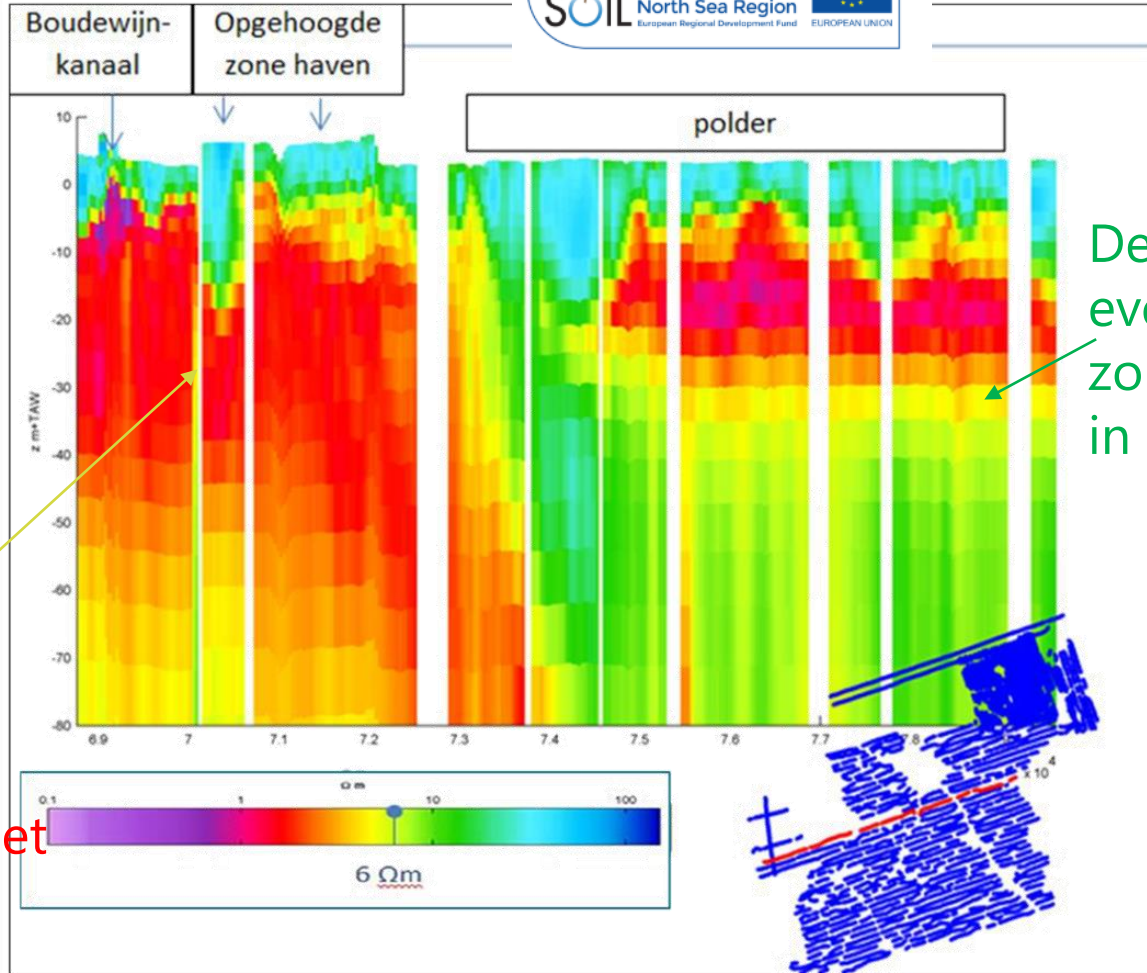 Boudewijn-
kanaal
Opgehoogde
zone haven
North Sea Region
European Regional Development Fund
EUROPEAN UNION
polder
10
0
-10
-20
-30
-40
-50
-60
-70
-80
z m+TAW
6.9
7
7.1
7.2
7.3
7.4
7.5
7.6
7.7
7.8
x 10
4
De
zo
in
et
Ωm
0.1
1
10
100
6 Ωm